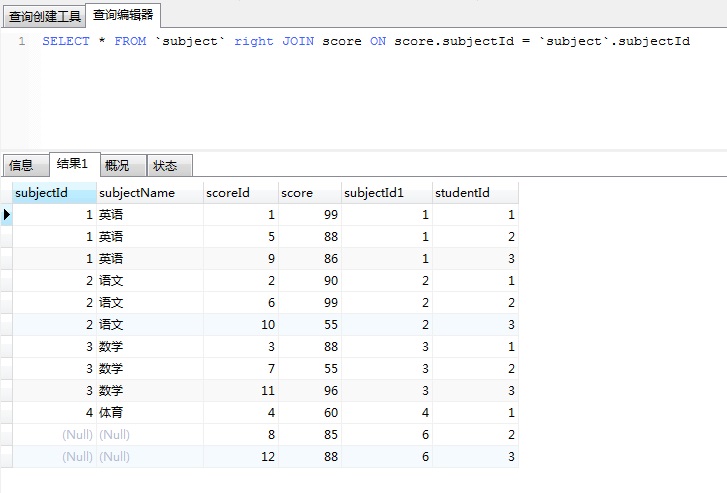 查询创建工具 查询编辑器
1 SELECT * FROM `subject` right JOIN score ON score.subjectId = `subject`.subjectId
信息 结果1 概况 状态
subjectId subjectName scoreId score subjectId1 studentId
1 英语 1 99 1 1
1 英语 5 88 1 2
1 英语 9 86 1 3
2 语文 2 90 2 1
2 语文 6 99 2 2
2 语文 10 55 2 3
3 数学 3 88 3 1
3 数学 7 55 3 2
3 数学 11 96 3 3
4 体育 4 60 4 1
(Null) (Null) 8 85 6 2
(Null) (Null) 12 88 6 3